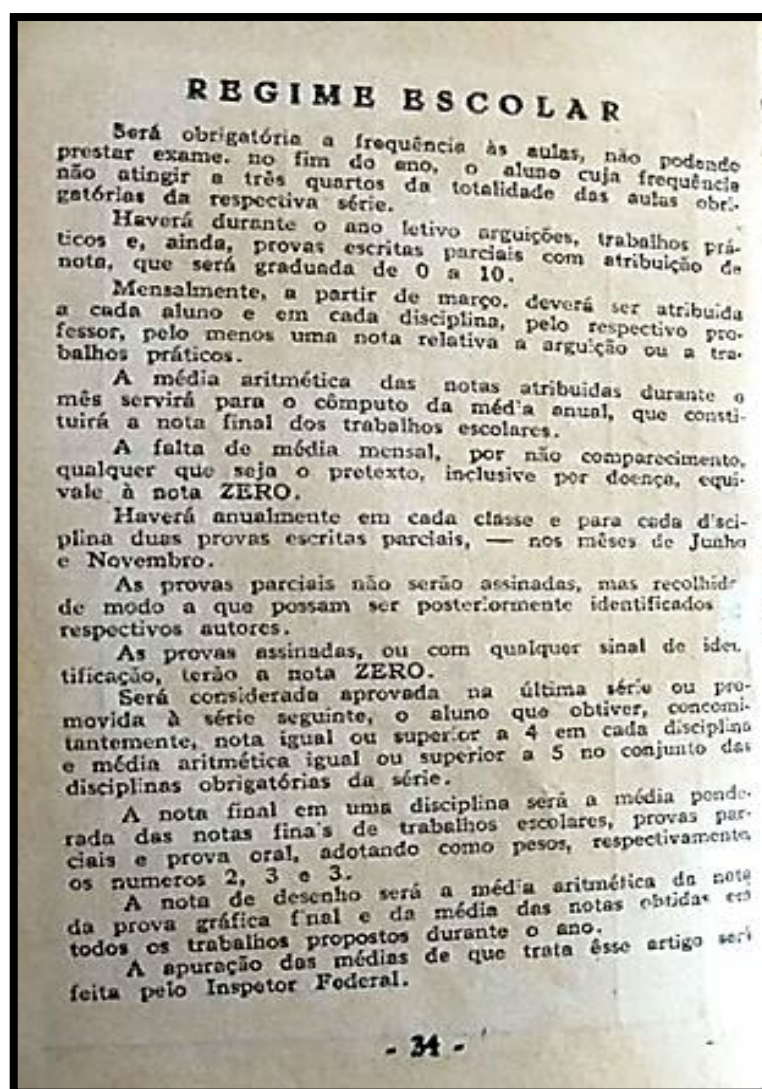 REGIME ESCOLAR
Será obrigatória a frequência às aulas, não podendo
prestar exame. no fim do ano, o aluno cuja frequência
não atingir a três quartos da totalidade das aulas obri-
gatórias da respectiva série.
Haverá durante o ano letivo arguições, trabalhos prá-
ticos e, ainda, provas escritas parciais com atribuição de
nota, que será graduada de 0 a 10.
Mensalmente, a partir de março. deverá ser atribuida
a cada aluno e em cada disciplina, pelo respectivo pro-
fessor, pelo menos uma nota relativa a arguição ou a tra-
balhos práticos.
A média aritmética das notas atribuidas durante o
mês servirá para o cômputo da méd'a anual, que consti-
tuirá a nota final dos trabalhos escolares.
A falta de média mensal, por não comparecimento,
qualquer que seja o pretexto, inclusive por doença, equi-
vale à nota ZERO.
Haverá anualmente em cada classe e para cada d'sci-
plina duas provas escritas parciais, — nos mêses de Junho
e Novembro.
As provas parciais não serão assinadas, mas recolhid
de modo a que possam ser posteriormente identificados
respectivos autores.
As provas assinadas, ou com qualquer sinal de iden
tificação, terão a nota ZERO.
Será considerada aprovada na última série ou pro-
movida à série seguinte, o aluno que obtiver, concomi-
tantemente, nota igual ou superior a 4 em cada disciplina
e média aritmética igual ou superior a 5 no conjunto das
disciplinas obrigatórias da série.
A nota final em uma disciplina será a média ponde-
rada das notas fina's de trabalhos escolares, provas par-
ciais e prova oral, adotando como pesos, respectivamente
os numeros 2, 3 e 3.
A nota de desenho será a méd'a aritmética da nota
da prova gráfica f'nal e da média das notas obtidas em
todos os trabalhos propostos durante o ano.
A apuração das médias de que trata êsse artigo será
feita pelo Inspetor Federal.
- 34 -